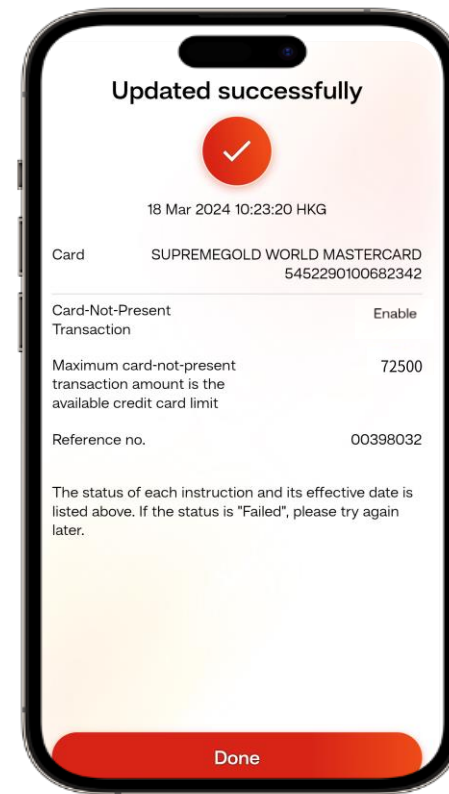 Updated successfully
18 Mar 2024 10:23:20 HKG
Card SUPREMEGOLD WORLD MASTERCARD
5452290100682342
Card-Not-Present Enable
Transaction
Maximum card-not-present 72500
transaction amount is the
available credit card limit
Reference no. 00398032
The status of each instruction and its effective date is
listed above. If the status is "Failed", please try again
later.
Done